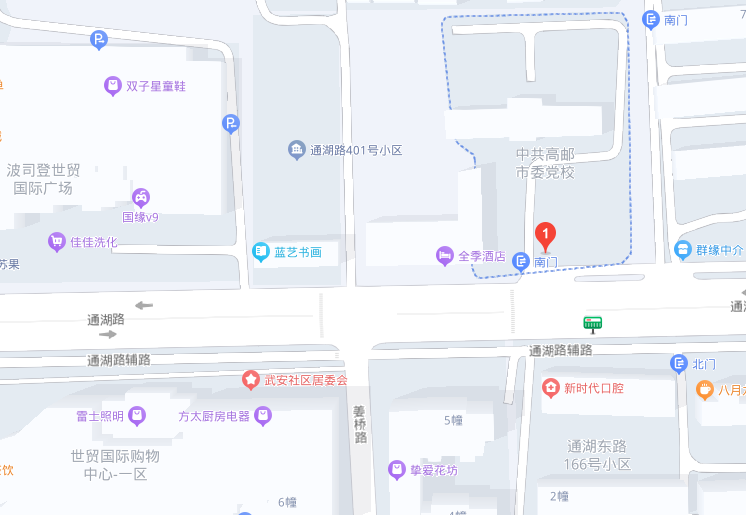 P
南门
双子星童鞋
P
通湖路401号小区
中共高邮
市委党校
波司登世贸
国际广场
国缘v9
佳佳洗化
苏果
蓝艺书画
全季酒店
1
南门
群缘中介
通湖路
通湖路辅路
通湖路辅路
北门
武安社区居委会
新时代口腔
八月
雷士照明
方太厨房电器
姜桥路
5幢
世贸国际购物
中心-一区
挚爱花坊
通湖东路
166号小区
饮
6幢
2幢